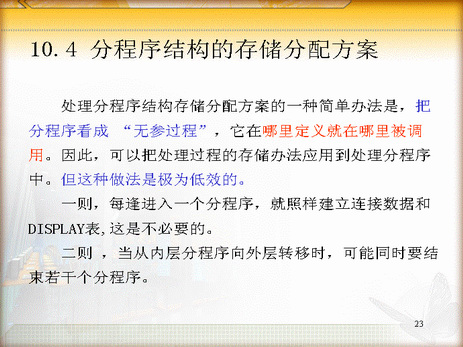 10.4 分程序结构的存储分配方案
处理分程序结构存储分配方案的一种简单办法是，把
分程序看成 “无参过程”，它在哪里定义就在哪里被调
用。因此，可以把处理过程的存储办法应用到处理分程序
中。但这种做法是极为低效的。
一则，每逢进入一个分程序，就照样建立连接数据和
DISPLAY表,这是不必要的。
二则 ，当从内层分程序向外层转移时，可能同时要结
束若干个分程序。
23